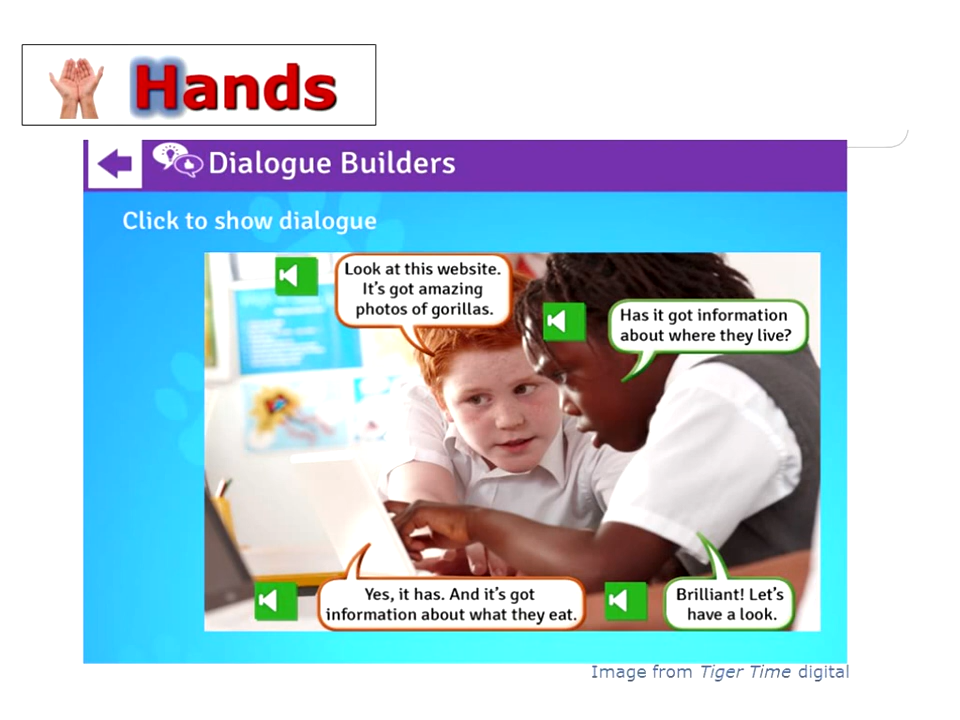 Hands
Dialogue Builders
Click to show dialogue
Look at this website.
It's got amazing
photos of gorillas.
Has it got information
about where they live?
Yes, it has. And it's got
information about what they eat.
Brilliant! Let's
have a look.
Image from Tiger Time digital